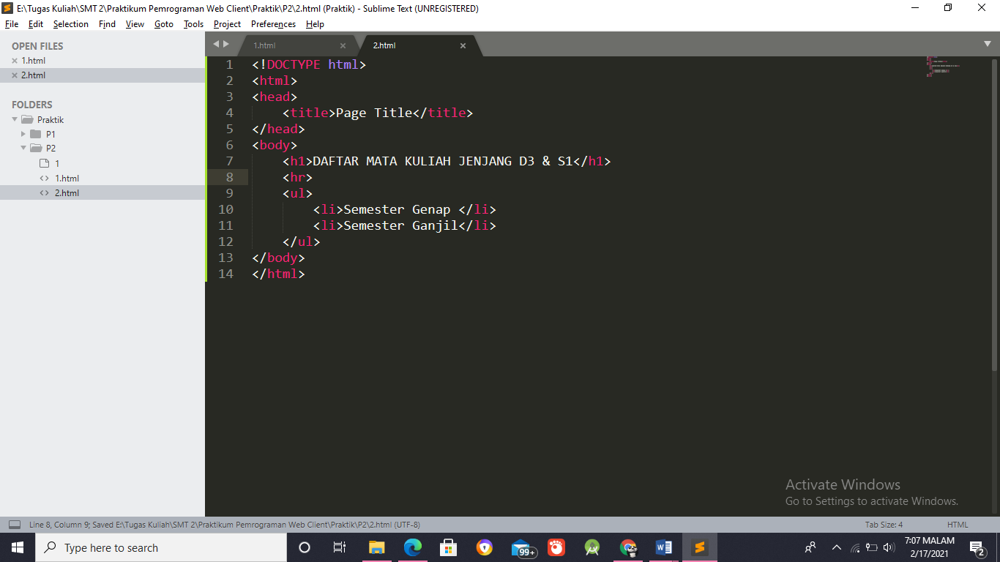 E:\Tugas Kuliah\SMT 2\Praktikum Pemrograman Web Client\Praktik\P2\2.html (Praktik) - Sublime Text (UNREGISTERED)
File Edit Selection Find View Goto Tools Project Preferences Help
OPEN FILES
1.html
2.html
FOLDERS
Praktik
P1
P2
1
1.html
2.html
1.html 2.html
1 <!DOCTYPE html>
2 <html>
3 <head>
4 <title>Page Title</title>
5 </head>
6 <body>
7 <h1>DAFTAR MATA KULIAH JENJANG D3 & S1</h1>
8 <hr>
9 <ul>
10 <li>Semester Genap </li>
11 <li>Semester Ganjil</li>
12 </ul>
13 </body>
14 </html>
Activate Windows
Go to Settings to activate Windows.
Line 8, Column 9; Saved E:\Tugas Kuliah\SMT 2\Praktikum Pemrograman Web Client\Praktik\P2\2.html (UTF-8) Tab Size: 4 HTML
Type here to search
99+
7:07 MALAM
2/17/2021
2